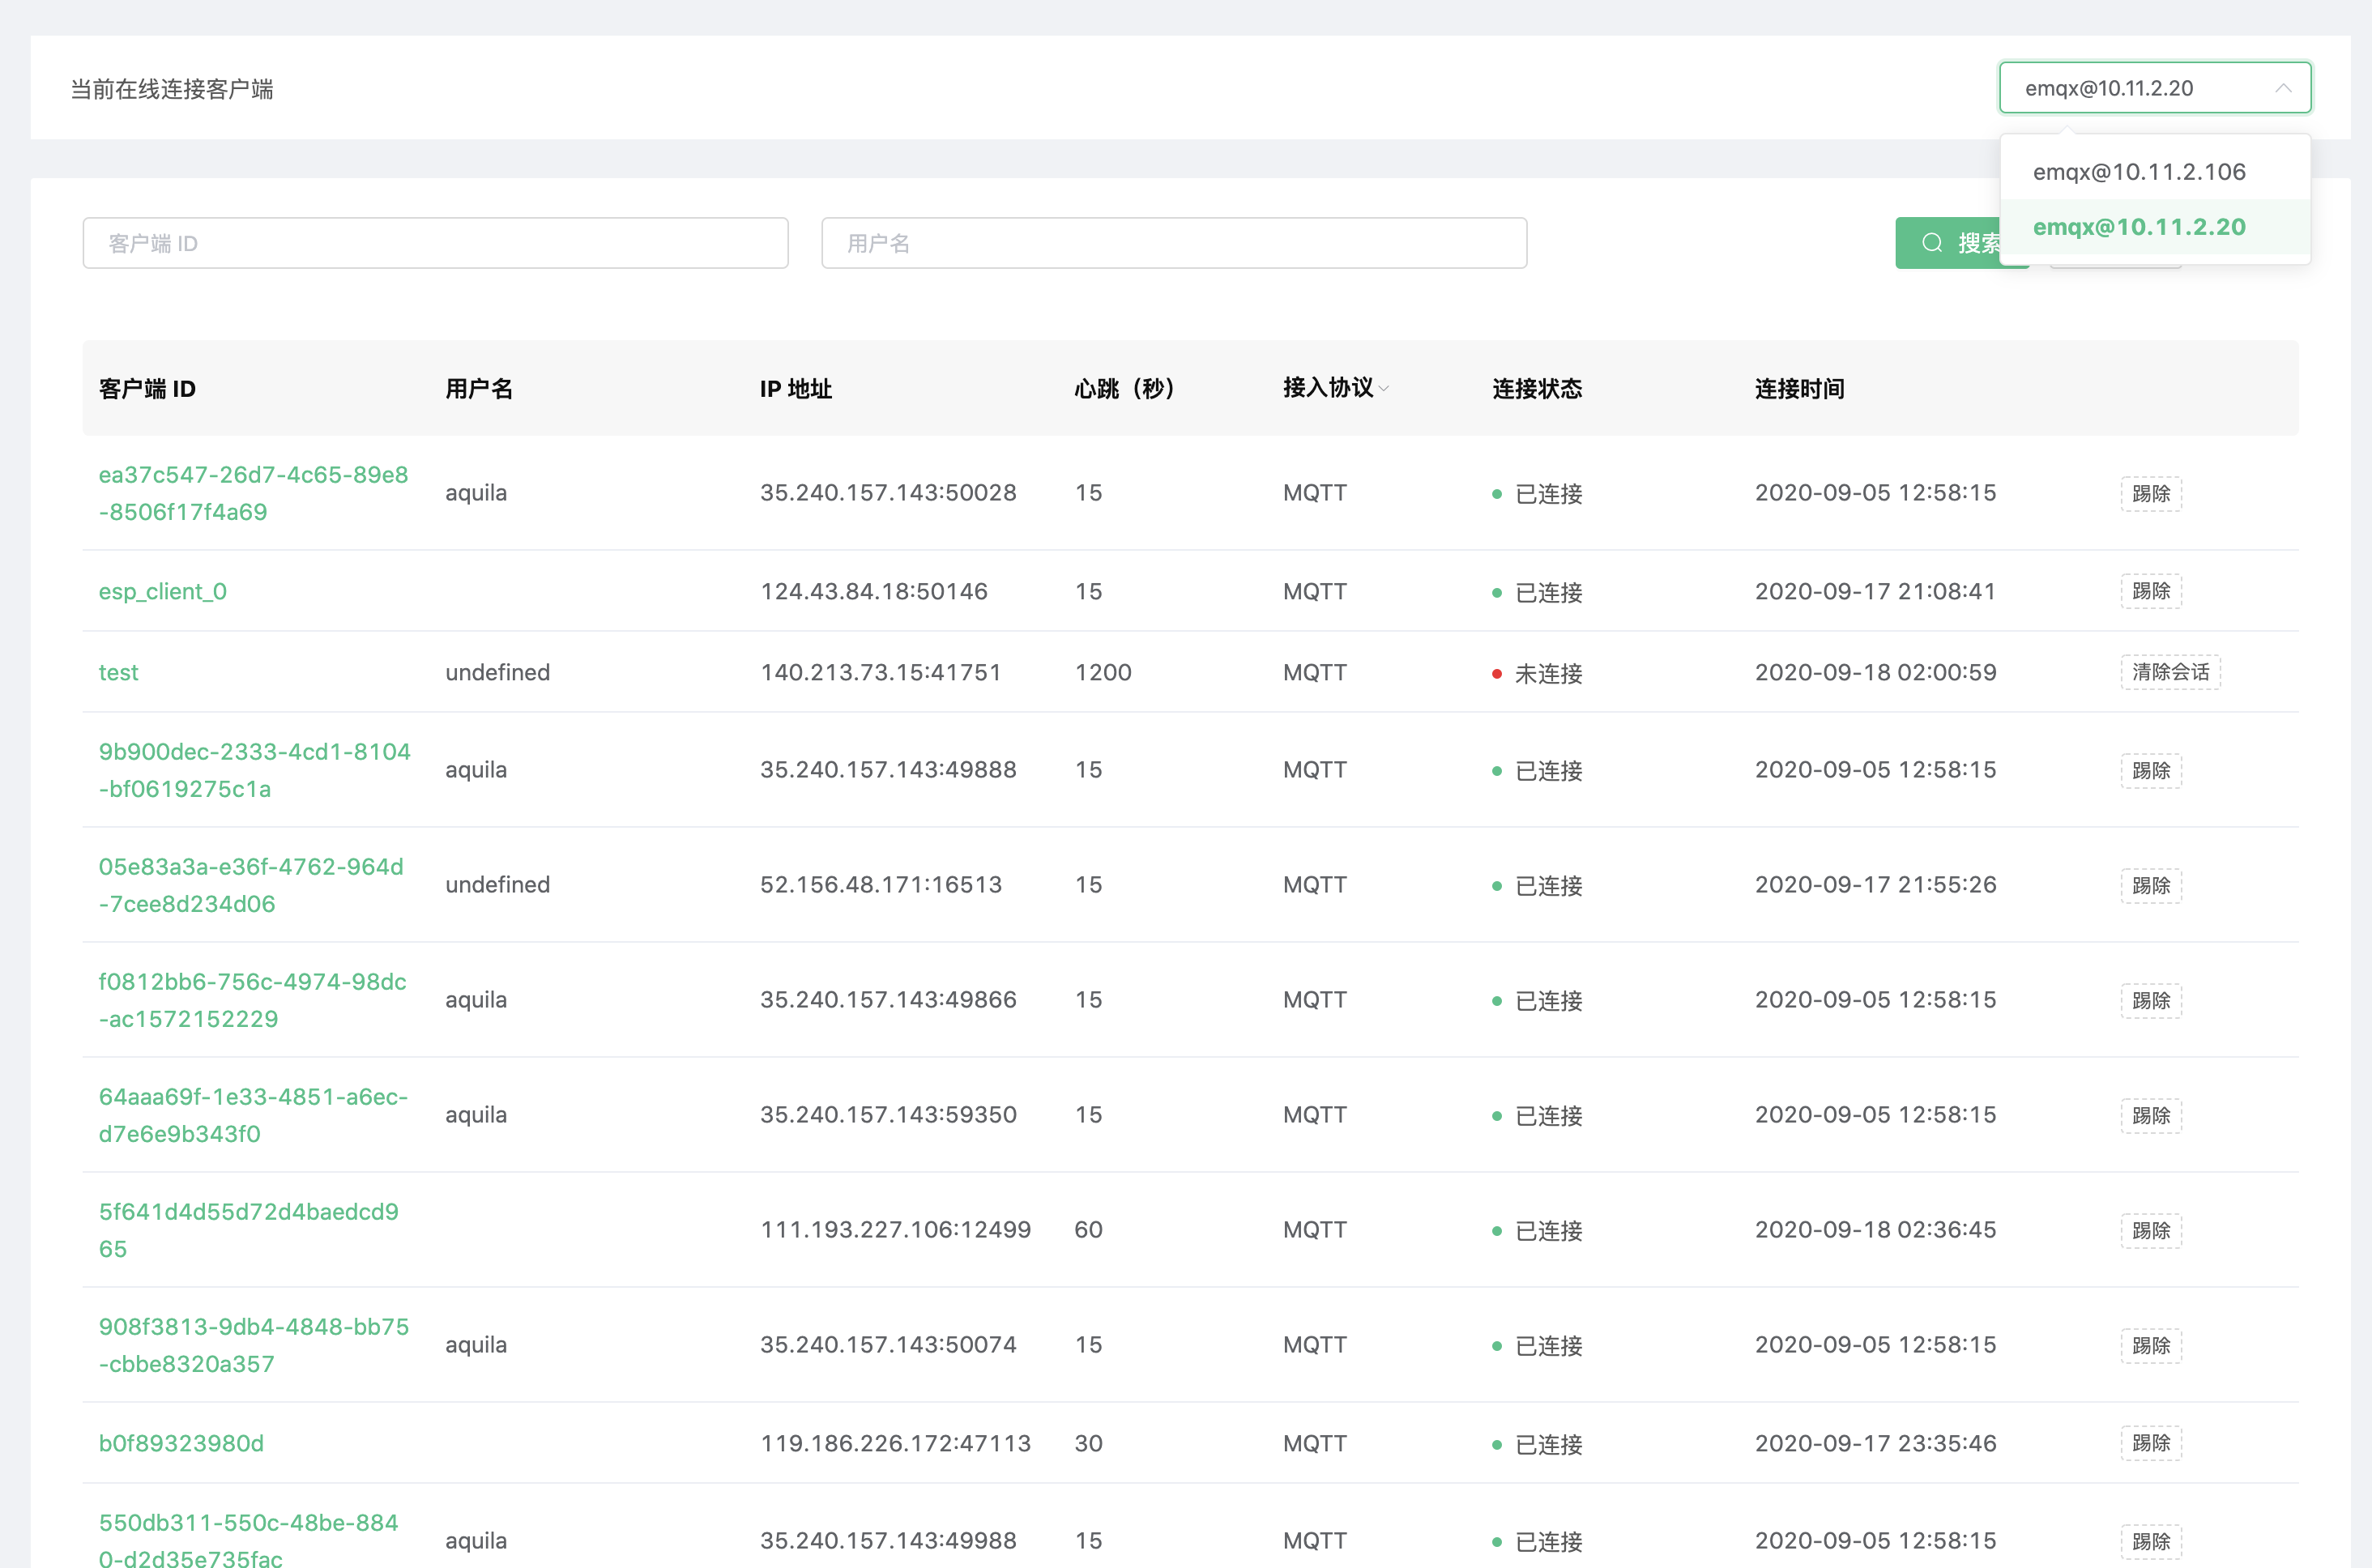 当前在线连接客户端
emqx@10.11.2.20
emqx@10.11.2.106
emqx@10.11.2.20
客户端 ID
用户名
搜索
客户端 ID 用户名 IP 地址 心跳（秒） 接入协议 连接状态 连接时间
ea37c547-26d7-4c65-89e8
-8506f17f4a69
aquila 35.240.157.143:50028 15 MQTT 已连接 2020-09-05 12:58:15 踢除
esp_client_0 124.43.84.18:50146 15 MQTT 已连接 2020-09-17 21:08:41 踢除
test undefined 140.213.73.15:41751 1200 MQTT 未连接 2020-09-18 02:00:59 清除会话
9b900dec-2333-4cd1-8104
-bf0619275c1a
aquila 35.240.157.143:49888 15 MQTT 已连接 2020-09-05 12:58:15 踢除
05e83a3a-e36f-4762-964d
-7cee8d234d06
undefined 52.156.48.171:16513 15 MQTT 已连接 2020-09-17 21:55:26 踢除
f0812bb6-756c-4974-98dc
-ac1572152229
aquila 35.240.157.143:49866 15 MQTT 已连接 2020-09-05 12:58:15 踢除
64aaa69f-1e33-4851-a6ec-
d7e6e9b343f0
aquila 35.240.157.143:59350 15 MQTT 已连接 2020-09-05 12:58:15 踢除
5f641d4d55d72d4baedcd9
65
111.193.227.106:12499 60 MQTT 已连接 2020-09-18 02:36:45 踢除
908f3813-9db4-4848-bb75
-cbbe8320a357
aquila 35.240.157.143:50074 15 MQTT 已连接 2020-09-05 12:58:15 踢除
b0f89323980d 119.186.226.172:47113 30 MQTT 已连接 2020-09-17 23:35:46 踢除
550db311-550c-48be-884
0-d2d35e735fac
aquila 35.240.157.143:49988 15 MQTT 已连接 2020-09-05 12:58:15 踢除